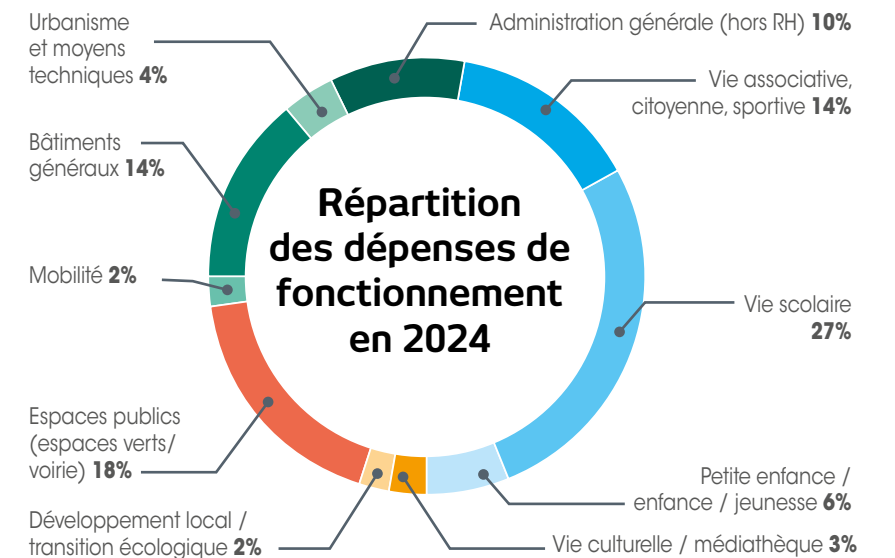 Urbanisme
et moyens
techniques 4%
Administration générale (hors RH) 10%
Vie associative,
citoyenne, sportive 14%
Bâtiments
généraux 14%
Répartition
des dépenses de
fonctionnement
en 2024
Mobilité 2%
Vie scolaire
27%
Espaces publics
(espaces verts/
voirie) 18%
Petite enfance /
enfance / jeunesse 6%
Développement local /
transition écologique 2%
Vie culturelle / médiathèque 3%